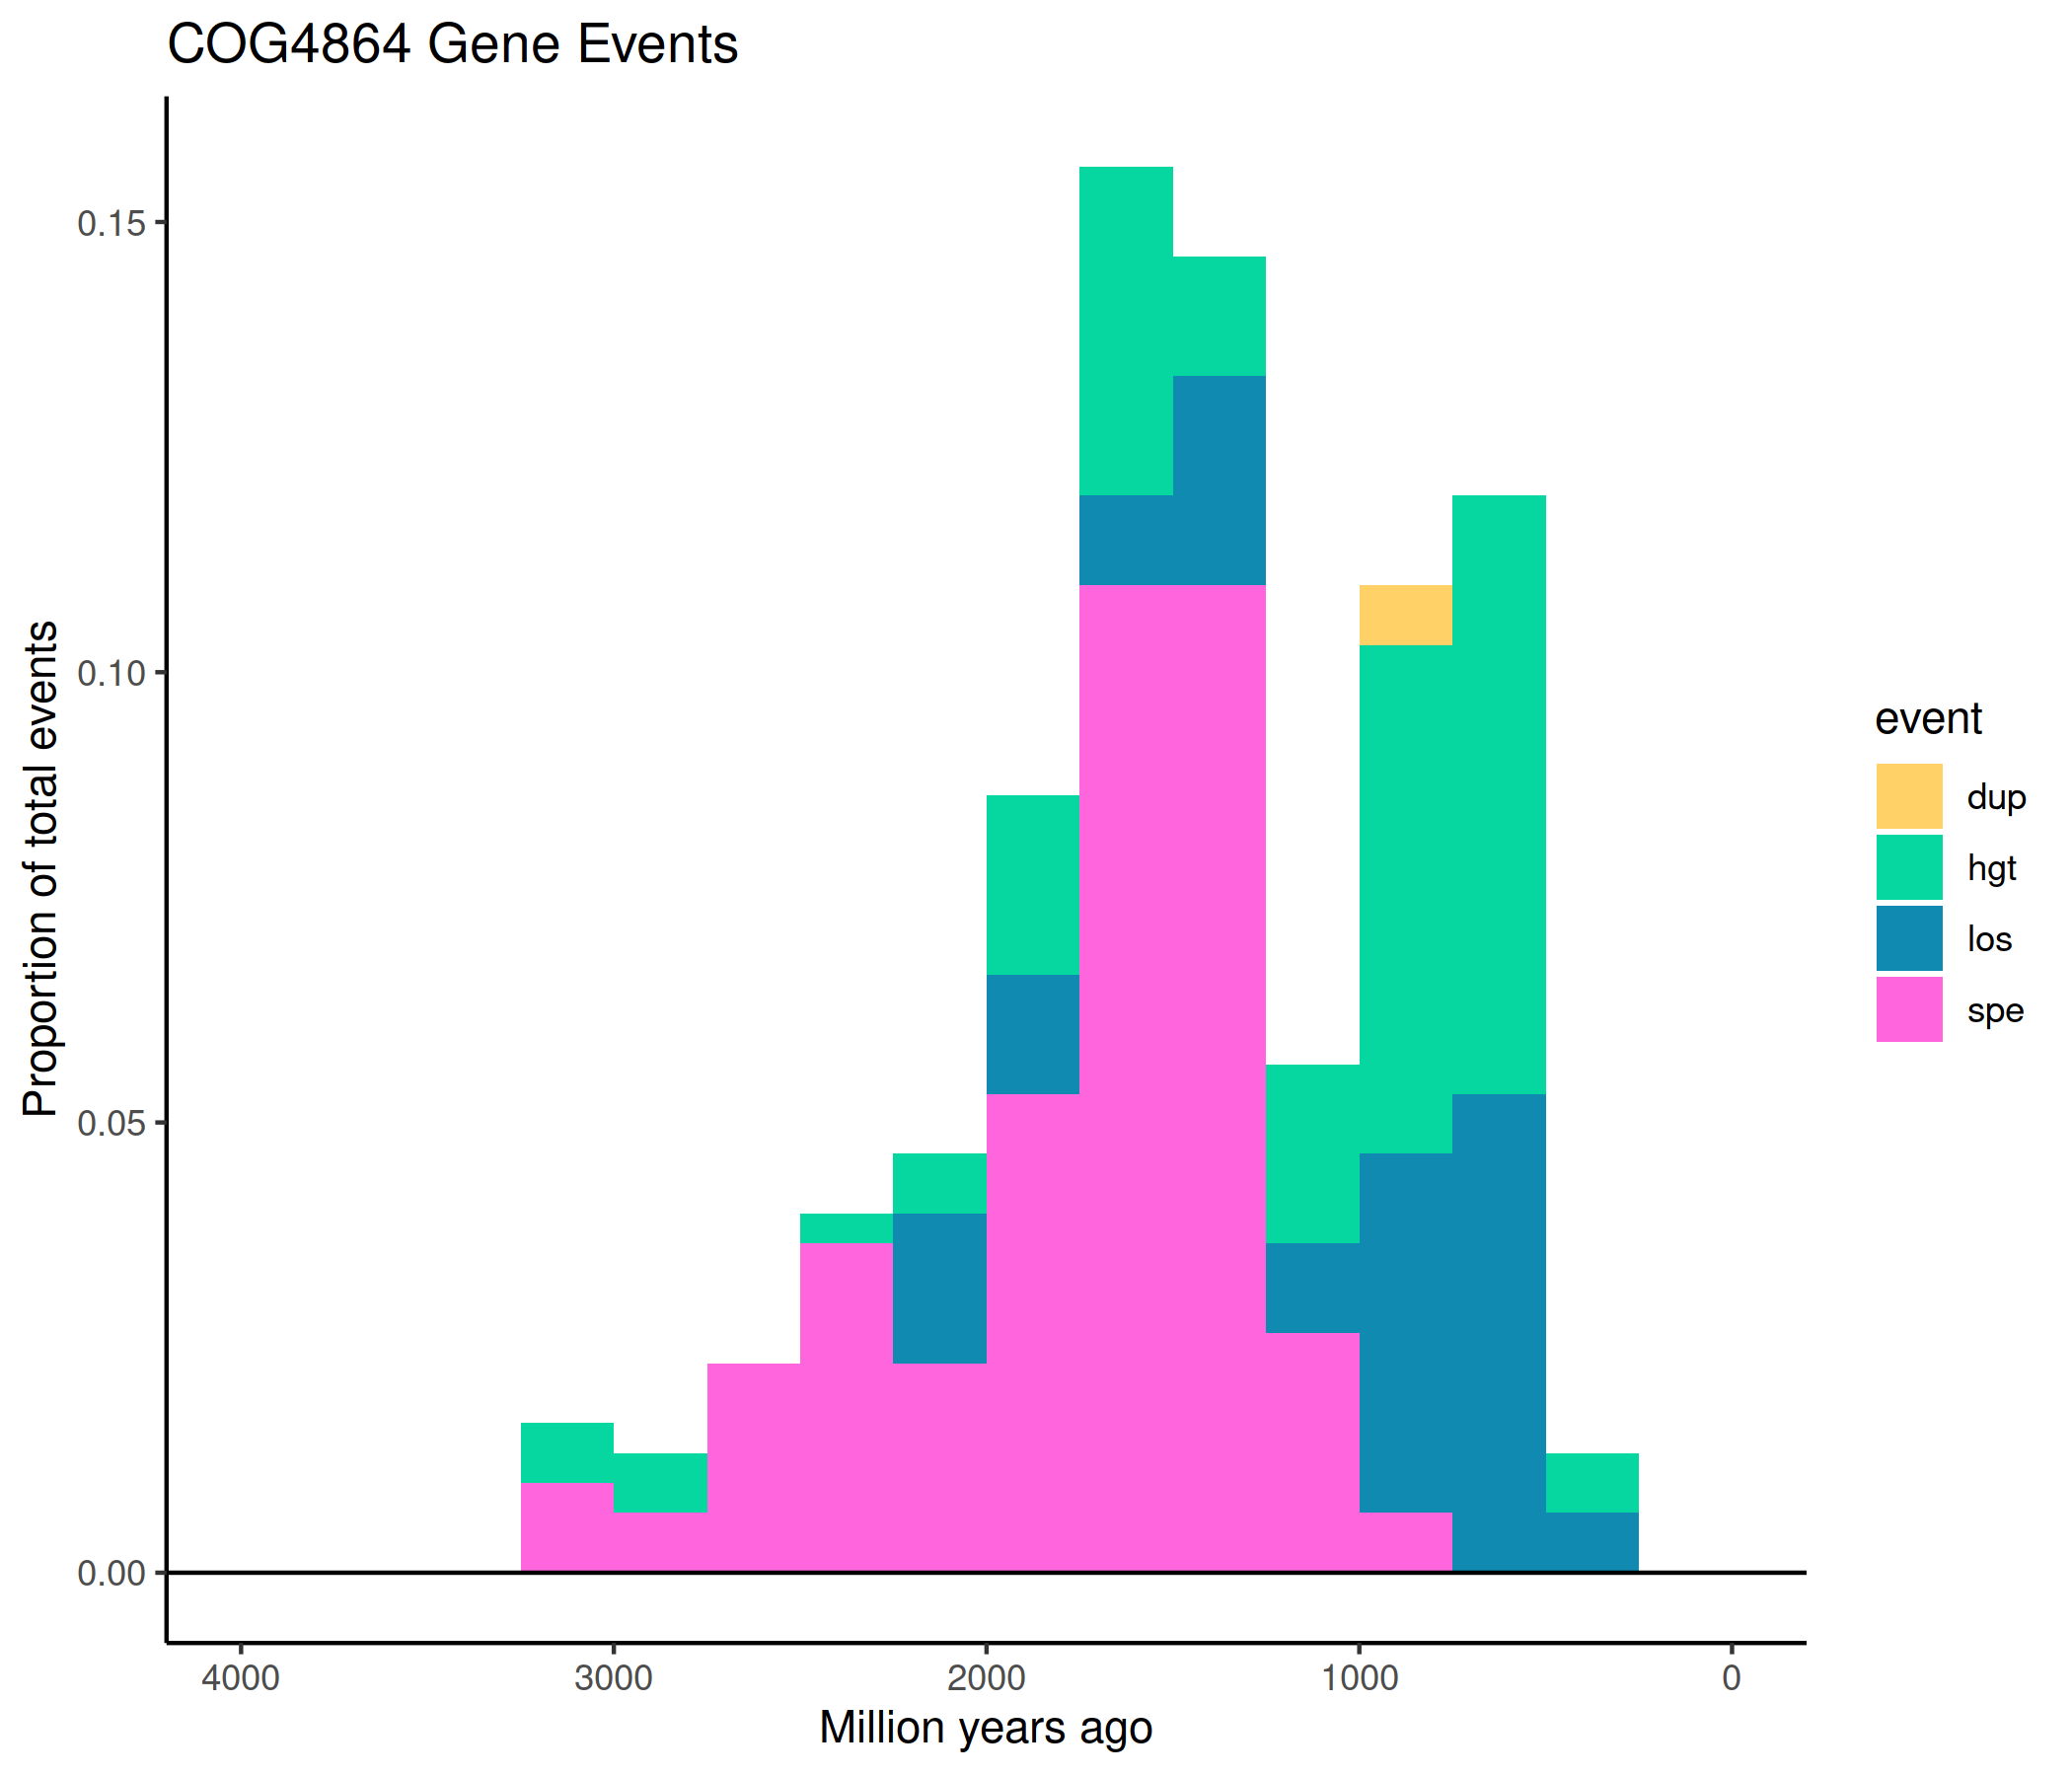 COG4864 Gene Events
Proportion of total events
0.15
0.10
0.05
0.00
4000 3000 2000 1000 0
Million years ago
event
dup
hgt
los
spe